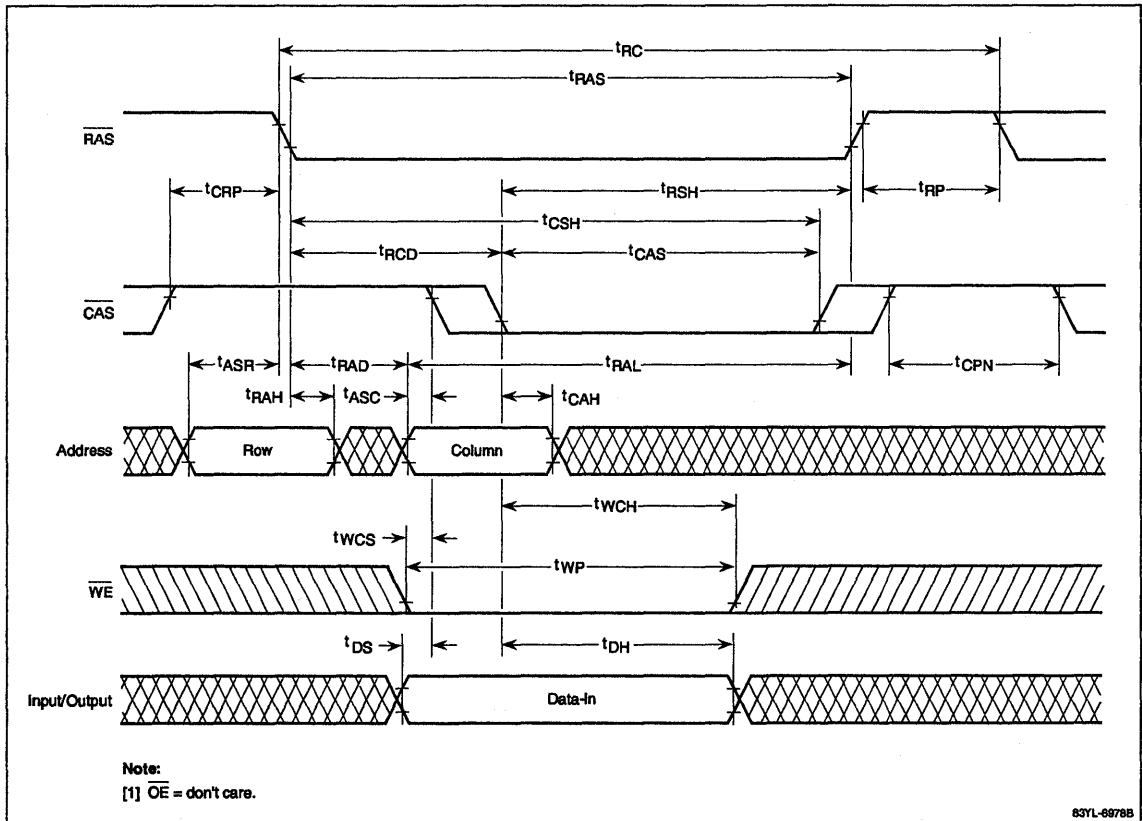 tRC
tRAS
RAS
tCRP
tRSH
tRP
tCSH
tRCD
tCAS
CAS
tASR
tRAD
tRAL
tCPN
tRAH
tASC
tCAH
Address
Row
Column
tWCH
tWCS
tWP
WE
tDS
tDH
Input/Output
Data-In
Note:
[1] OE = don't care.
83YL-6978B